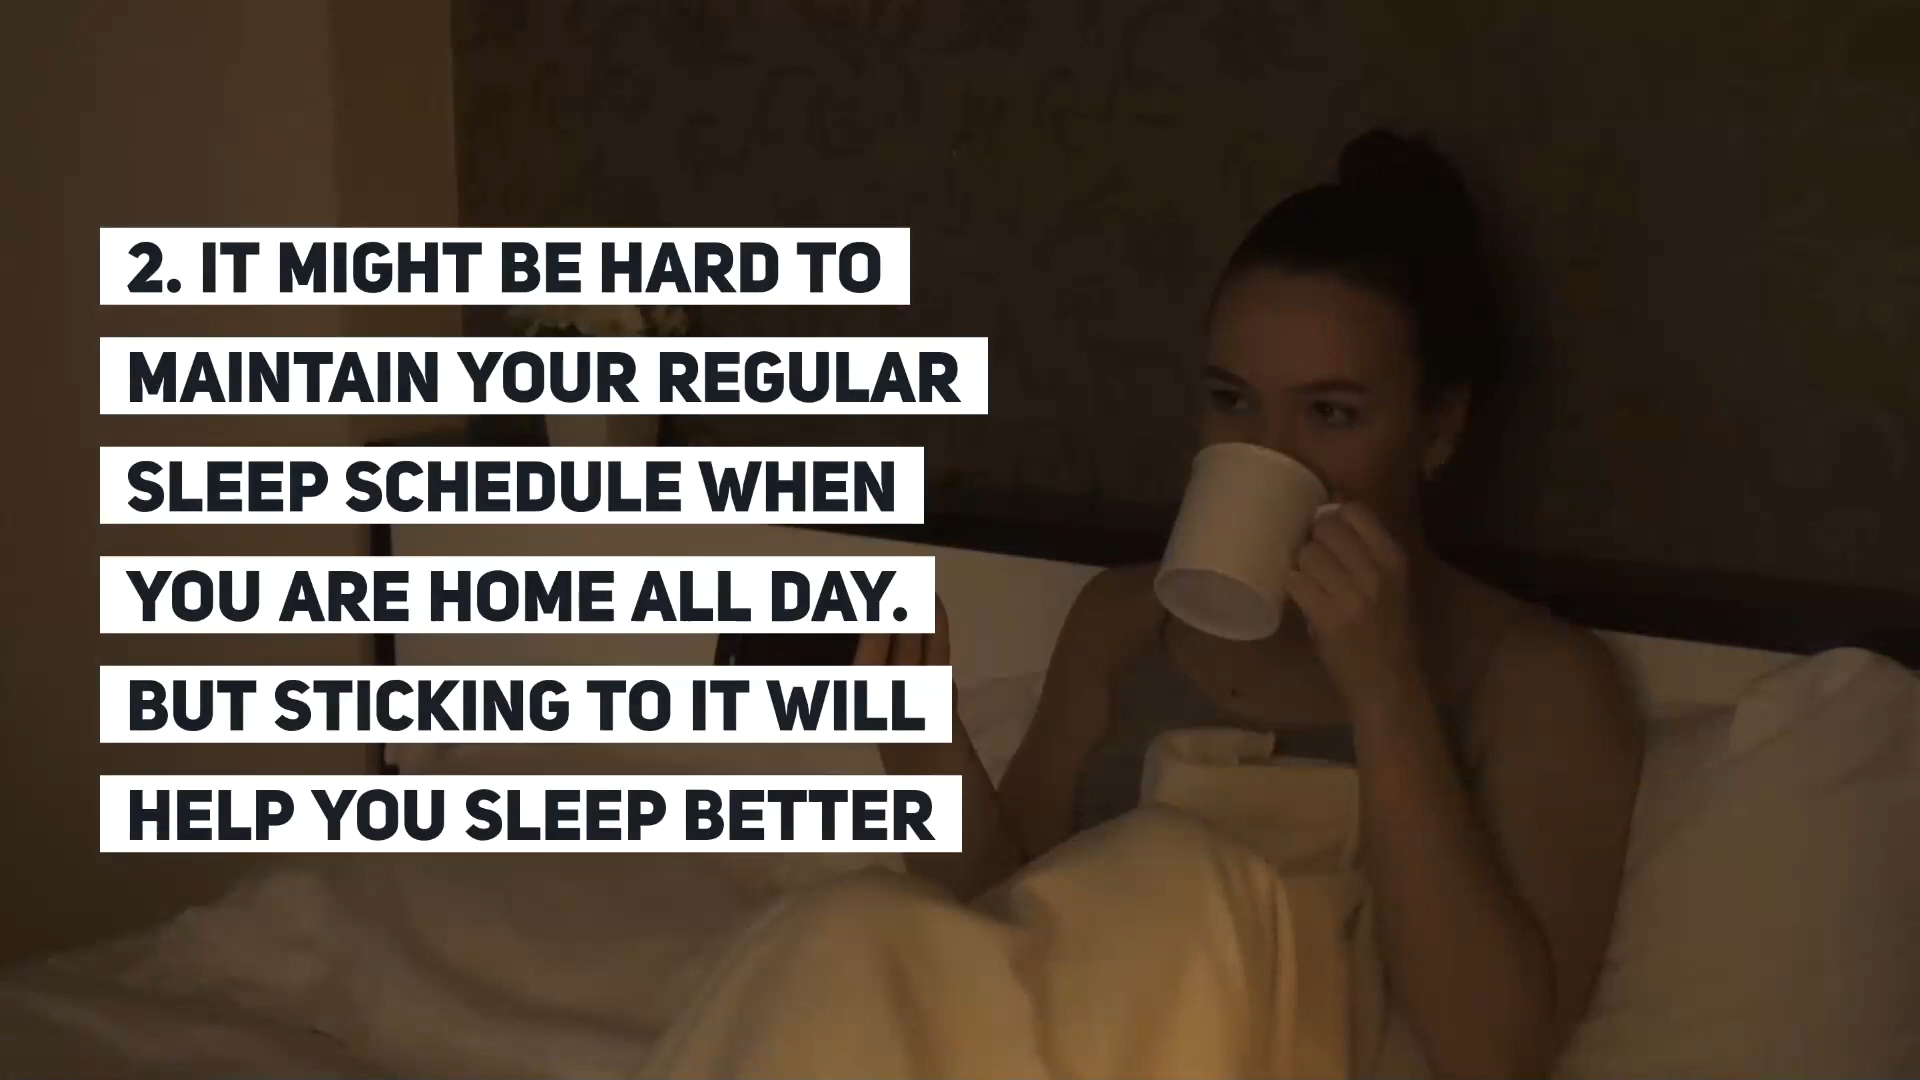 2. IT MIGHT BE HARD TO
MAINTAIN YOUR REGULAR
SLEEP SCHEDULE WHEN
YOU ARE HOME ALL DAY.
BUT STICKING TO IT WILL
HELP YOU SLEEP BETTER